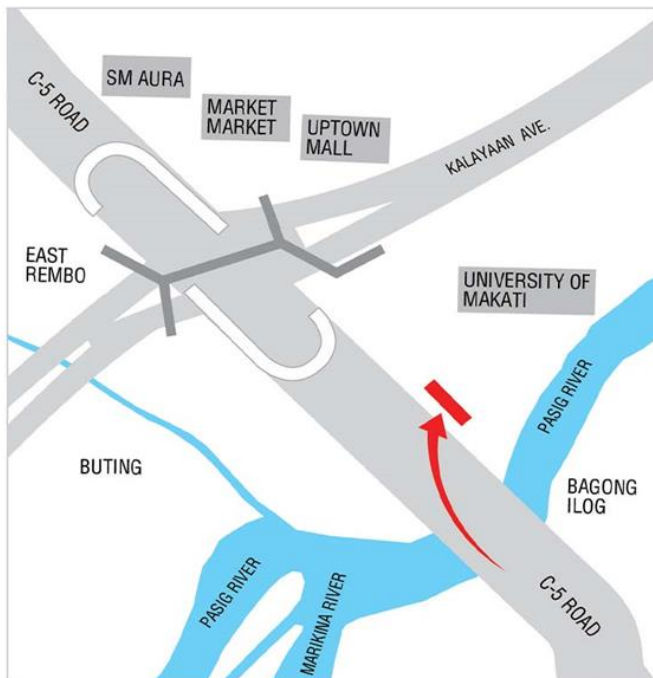 SM AURA
C-5 ROAD
MARKET
MARKET
UPTOWN
MALL
KALAYAAN AVE.
EAST
REMBO
UNIVERSITY OF
MAKATI
PASIG RIVER
BUTING
BAGONG
ILOG
PASIG RIVER
MARIKINA RIVER
C-5 ROAD